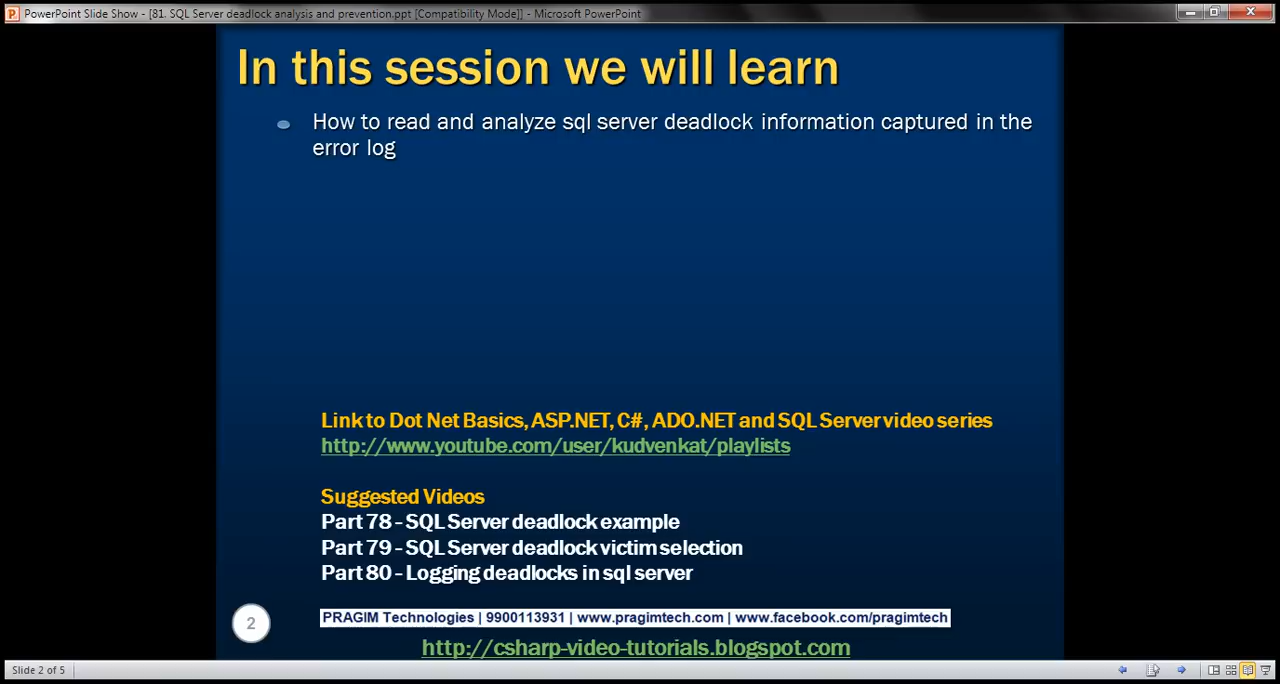 PowerPoint Slide Show - [81. SQL Server deadlock analysis and prevention.ppt [Compatibility Mode]] - Microsoft PowerPoint
In this session we will learn
How to read and analyze sql server deadlock information captured in the
error log
Link to Dot Net Basics, ASP.NET, C#, ADO.NET and SQL Server video series
http://www.youtube.com/user/kudvenkat/playlists
Suggested Videos
Part 78 - SQL Server deadlock example
Part 79 - SQL Server deadlock victim selection
Part 80 - Logging deadlocks in sql server
2
PRAGIM Technologies | 9900113931 | www.pragimtech.com | www.facebook.com/pragimtech
http://csharp-video-tutorials.blogspot.com
Slide 2 of 5